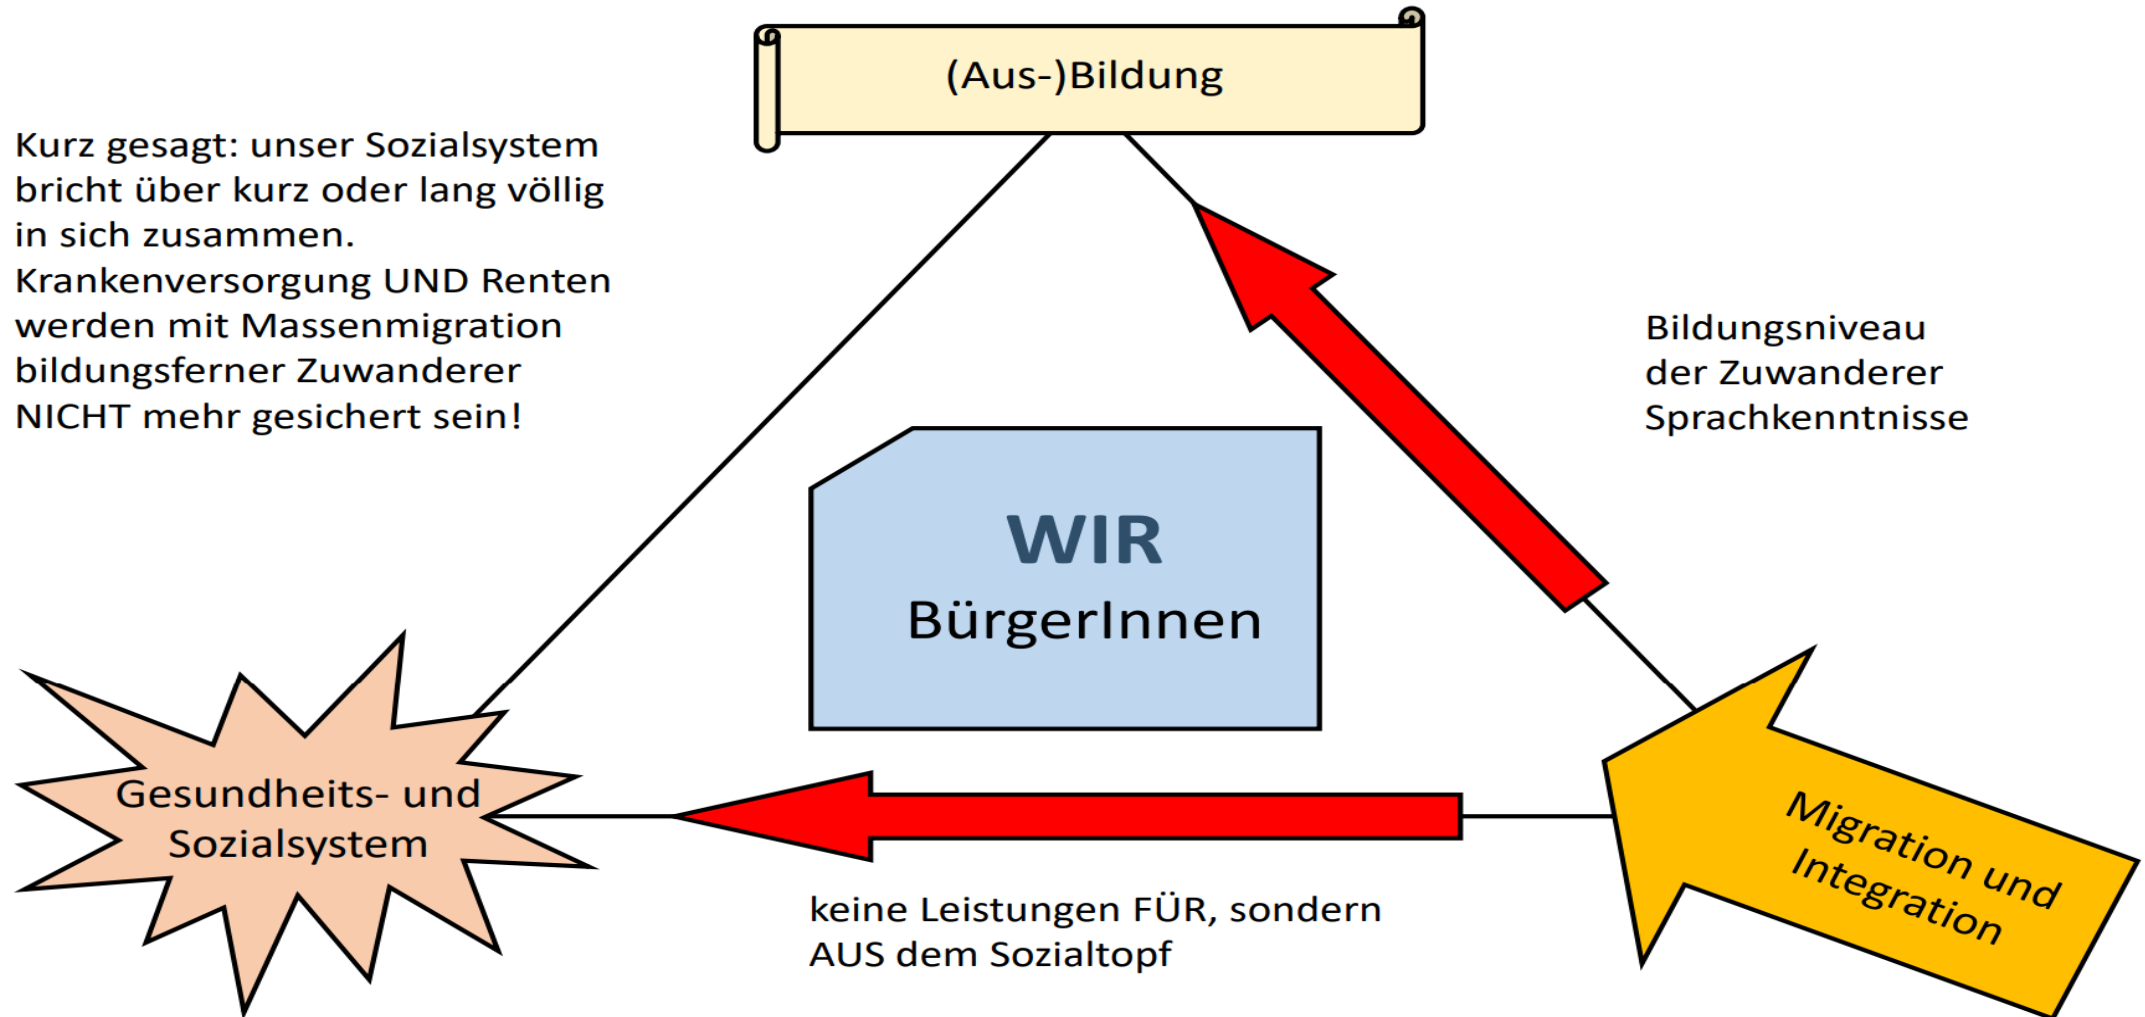 (Aus-)Bildung
Kurz gesagt: unser Sozialsystem
bricht über kurz oder lang völlig
in sich zusammen.
Krankenversorgung UND Renten
werden mit Massenmigration
bildungsferner Zuwanderer
NICHT mehr gesichert sein!
Bildungsniveau
der Zuwanderer
Sprachkenntnisse
WIR
BürgerInnen
Gesundheits- und
Sozialsystem
Migration und
Integration
keine Leistungen FÜR, sondern
AUS dem Sozialtopf